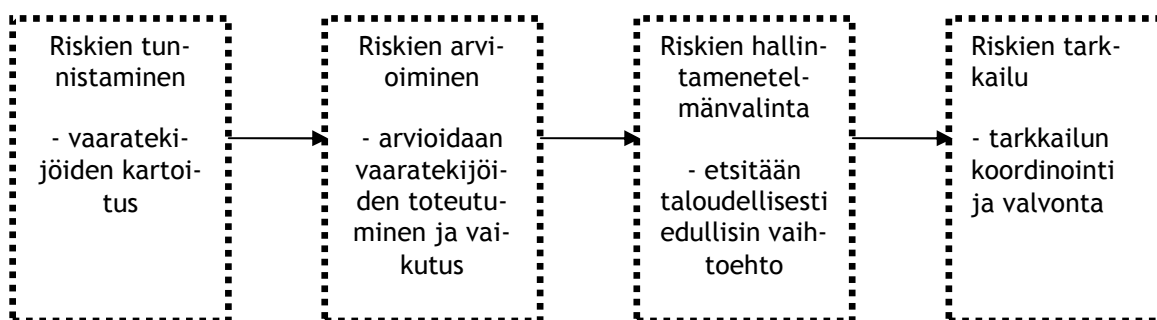 Riskien tun-
nistaminen
- vaarateki-
jöiden kartoi-
tus
Riskien arvi-
oiminen
- arvioidaan
vaaratekijöi-
den toteutu-
minen ja vai-
kutus
Riskien hallin-
tamenetel-
mänvalinta
- etsitään
taloudellisesti
edullisin vaih-
toehto
Riskien tark-
kailu
- tarkkailun
koordinointi
ja valvonta